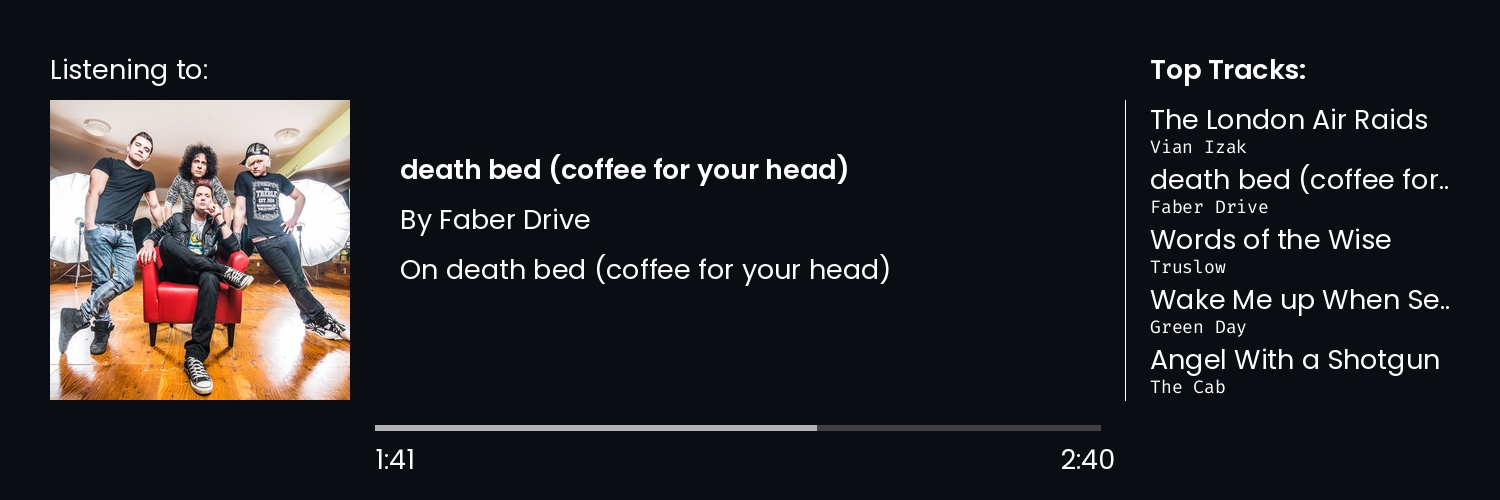 Listening to:
death bed (coffee for your head)
By Faber Drive
On death bed (coffee for your head)
1:41
2:40
Top Tracks:
The London Air Raids
Vian Izak
death bed (coffee for..
Faber Drive
Words of the Wise
Truslow
Wake Me up When Se..
Green Day
Angel With a Shotgun
The Cab